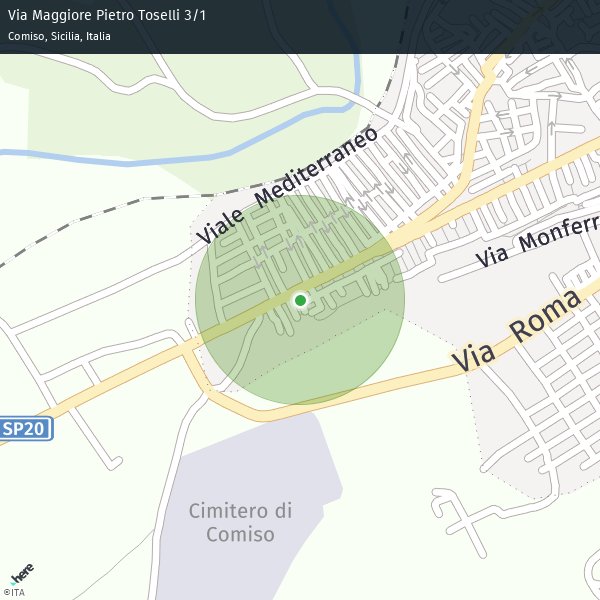 Via Maggiore Pietro Toselli 3/1
Comiso, Sicilia, Italia
Viale Mediterraneo
Via Monferr
Via Roma
SP20
Cimitero di
Comiso
here
©ITA